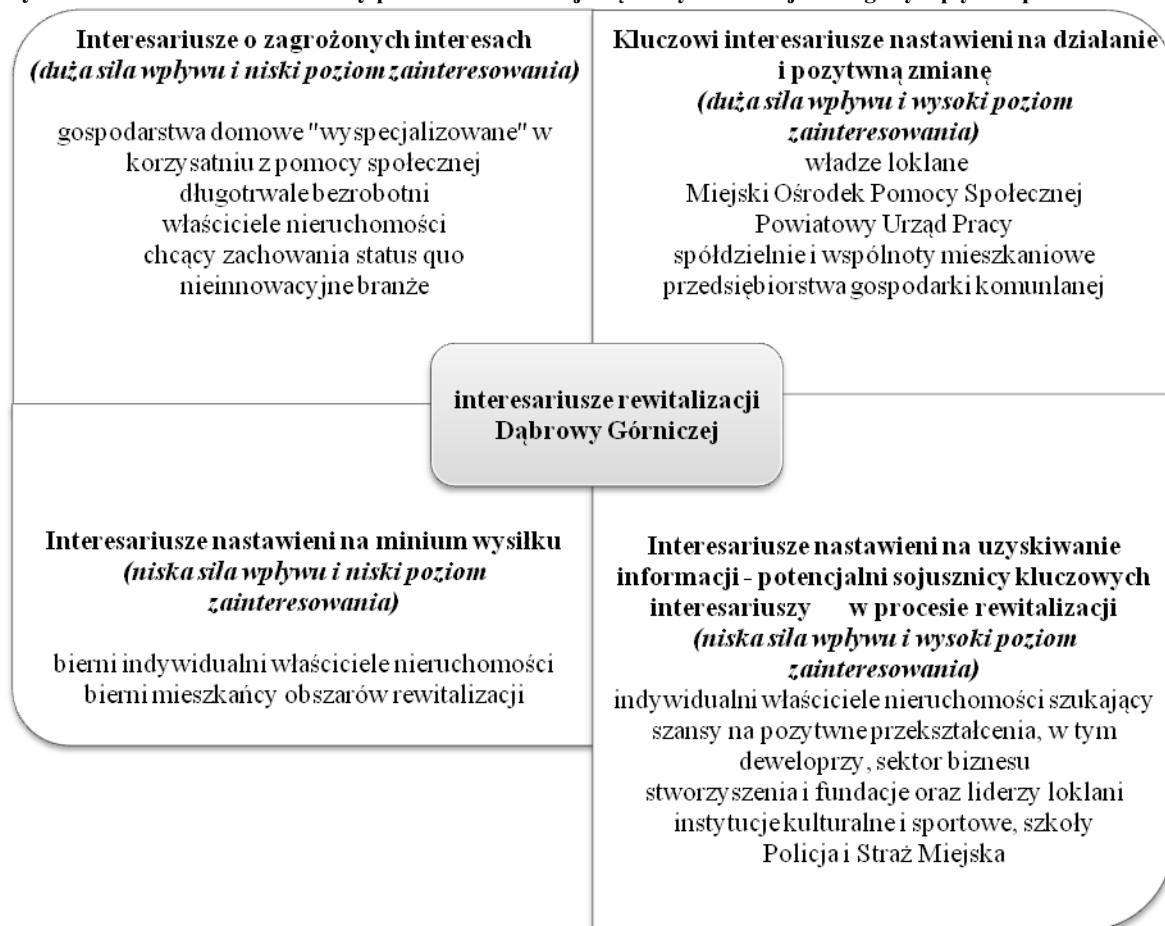 Interesariusze o zagrożonych interesach
(duża siła wpływu i niski poziom zainteresowania)
gospodarstwa domowe "wyspecjalizowane" w
korzysatniu z pomocy społecznej
długotrwale bezrobotni
właściciele nieruchomości
chcący zachowania status quo
nieinnowacyjne branże
Kluczowi interesariusze nastawieni na działanie
i pozytwną zmianę
(duża siła wpływu i wysoki poziom
zainteresowania)
władze loklane
Miejski Ośrodek Pomocy Społecznej
Powiatowy Urząd Pracy
spółdzielnie i wspólnoty mieszkaniowe
przedsiębiorstwa gospodarki komunlanej
interesariusze rewitalizacji
Dąbrowy Górniczej
Interesariusze nastawieni na minium wysiłku
(niska siła wpływu i niski poziom
zainteresowania)
bierni indywidualni właściciele nieruchomości
bierni mieszkańcy obszarów rewitalizacji
Interesariusze nastawieni na uzyskiwanie
informacji - potencjalni sojusznicy kluczowych
interesariuszy w procesie rewitalizacji
(niska siła wpływu i wysoki poziom
zainteresowania)
indywidualni właściciele nieruchomości szukający
szansy na pozytwne przekształcenia, w tym
deweloprzy, sektor biznesu
stworzyszenia i fundacje oraz liderzy loklani
instytucje kulturalne i sportowe, szkoły
Policja i Straż Miejska